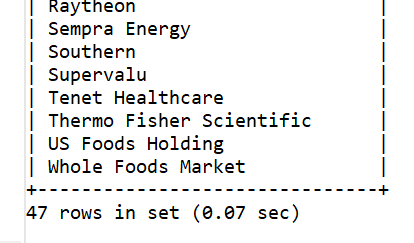 | Raytheon |
| Sempra Energy |
| Southern |
| Supervalu |
| Tenet Healthcare |
| Thermo Fisher Scientific |
| US Foods Holding |
| Whole Foods Market |
+------------------------------+
47 rows in set (0.07 sec)